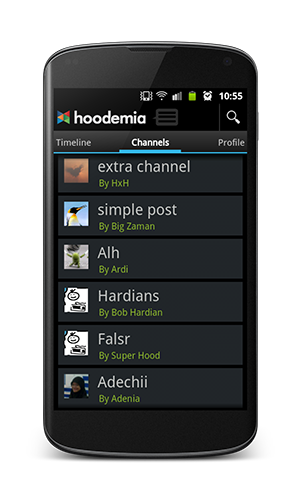 10:55
hoodemia
Timeline Channels Profile
extra channel
By HxH
simple post
By Big Zaman
Alh
By Ardi
Hardians
By Bob Hardian
Falsr
By Super Hood
Adechii
By Adenia